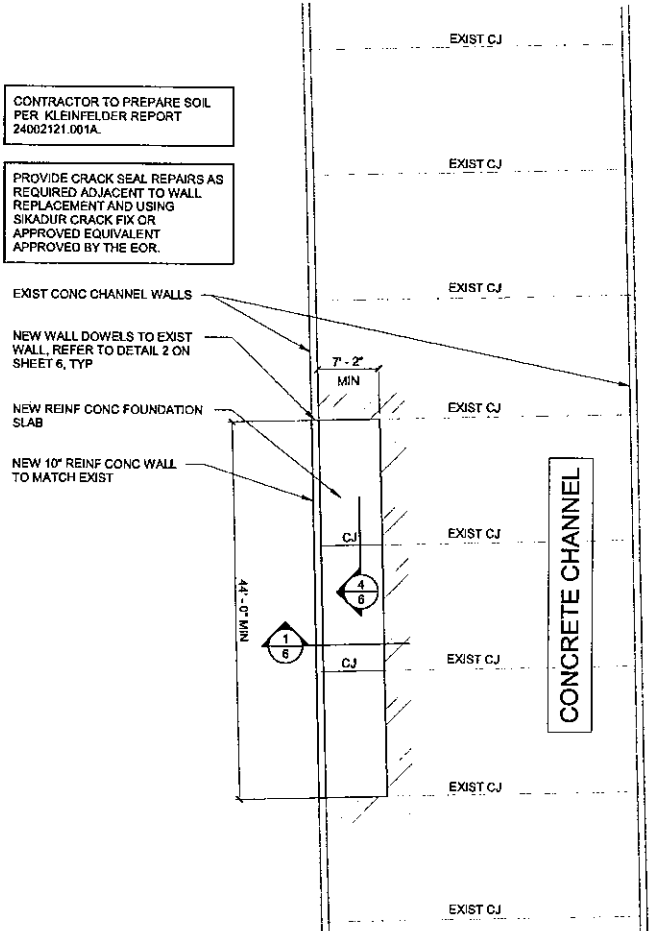 EXIST CJ
CONTRACTOR TO PREPARE SOIL
PER KLEINFELDER REPORT
24002121.001A.
EXIST CJ
PROVIDE CRACK SEAL REPAIRS AS
REQUIRED ADJACENT TO WALL
REPLACEMENT AND USING
SIKADUR CRACK FIX OR
APPROVED EQUIVALENT
APPROVED BY THE EOR.
EXIST CJ
EXIST CONC CHANNEL WALLS
NEW WALL DOWELS TO EXIST
WALL, REFER TO DETAIL 2 ON
SHEET 6, TYP
7' - 2"
MIN
EXIST CJ
NEW REINF CONC FOUNDATION
SLAB
NEW 10" REINF CONC WALL
TO MATCH EXIST
CJ
EXIST CJ
CONCRETE CHANNEL
44' - 0" MIN
4
6
1
6
CJ
EXIST CJ
EXIST CJ
EXIST CJ